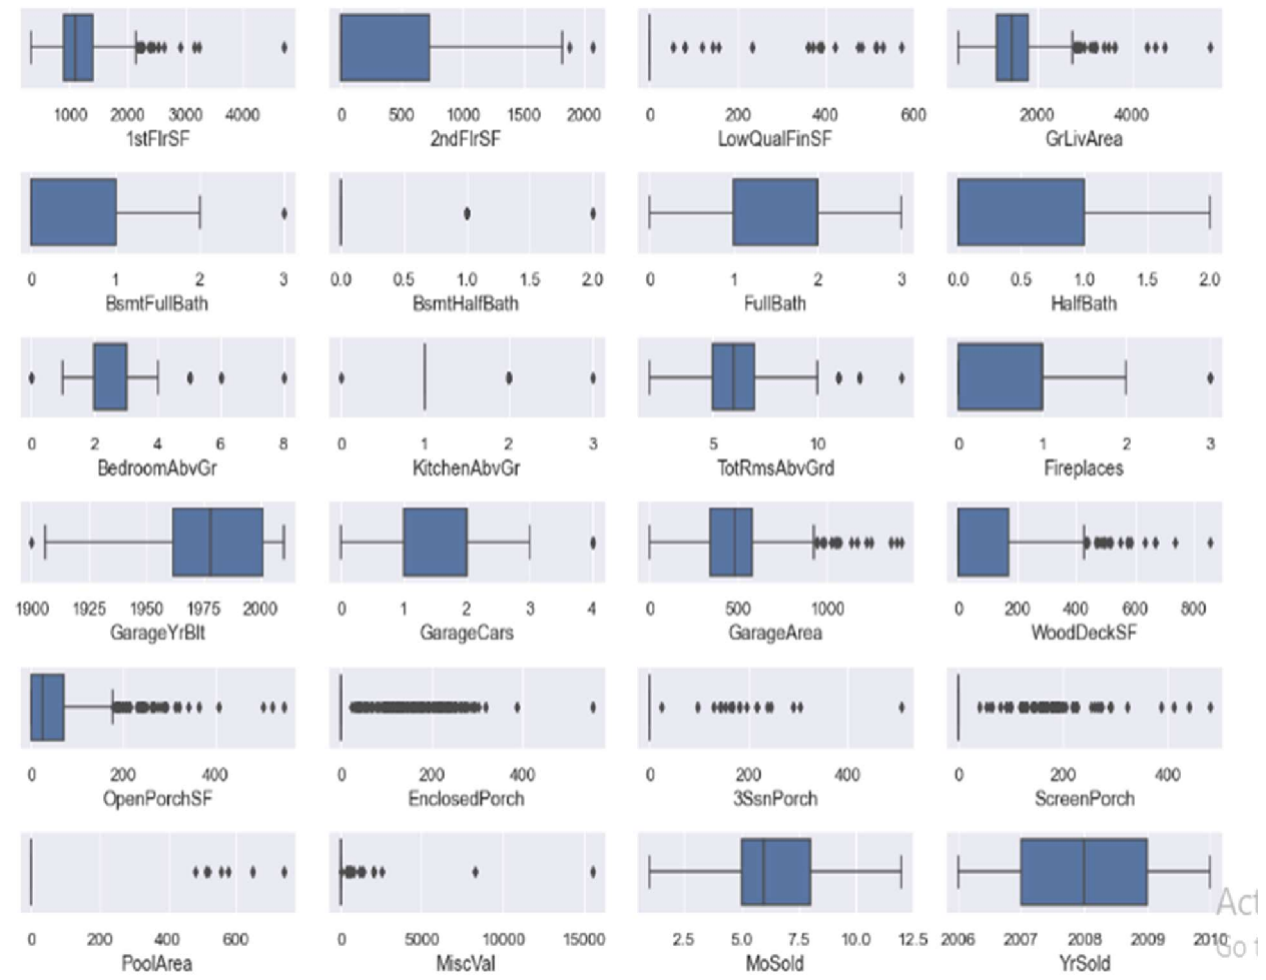 1000 2000 3000 4000 0 500 1000 1500 2000 0 200 400 600 2000 4000
1stFlrSF 2ndFlrSF LowQualFinSF GrLivArea
0 1 2 3 0.0 0.5 1.0 1.5 2.0 0 1 2 3 0.0 0.5 1.0 1.5 2.0
BsmtFullBath BsmtHalfBath FullBath HalfBath
0 2 4 6 8 0 1 2 3 5 10 0 1 2 3
BedroomAbvGr KitchenAbvGr TotRmsAbvGrd Fireplaces
1900 1925 1950 1975 2000 0 1 2 3 4 0 500 1000 0 200 400 600 800
GarageYrBlt GarageCars GarageArea WoodDeckSF
0 200 400 0 200 400 0 200 400 0 200 400
OpenPorchSF EnclosedPorch 3SsnPorch ScreenPorch
Act
0 200 400 600 0 5000 10000 15000 2.5 5.0 7.5 10.0 12.5 2006 2007 2008 2009 2010
Go t
PoolArea MiscVal MoSold YrSold